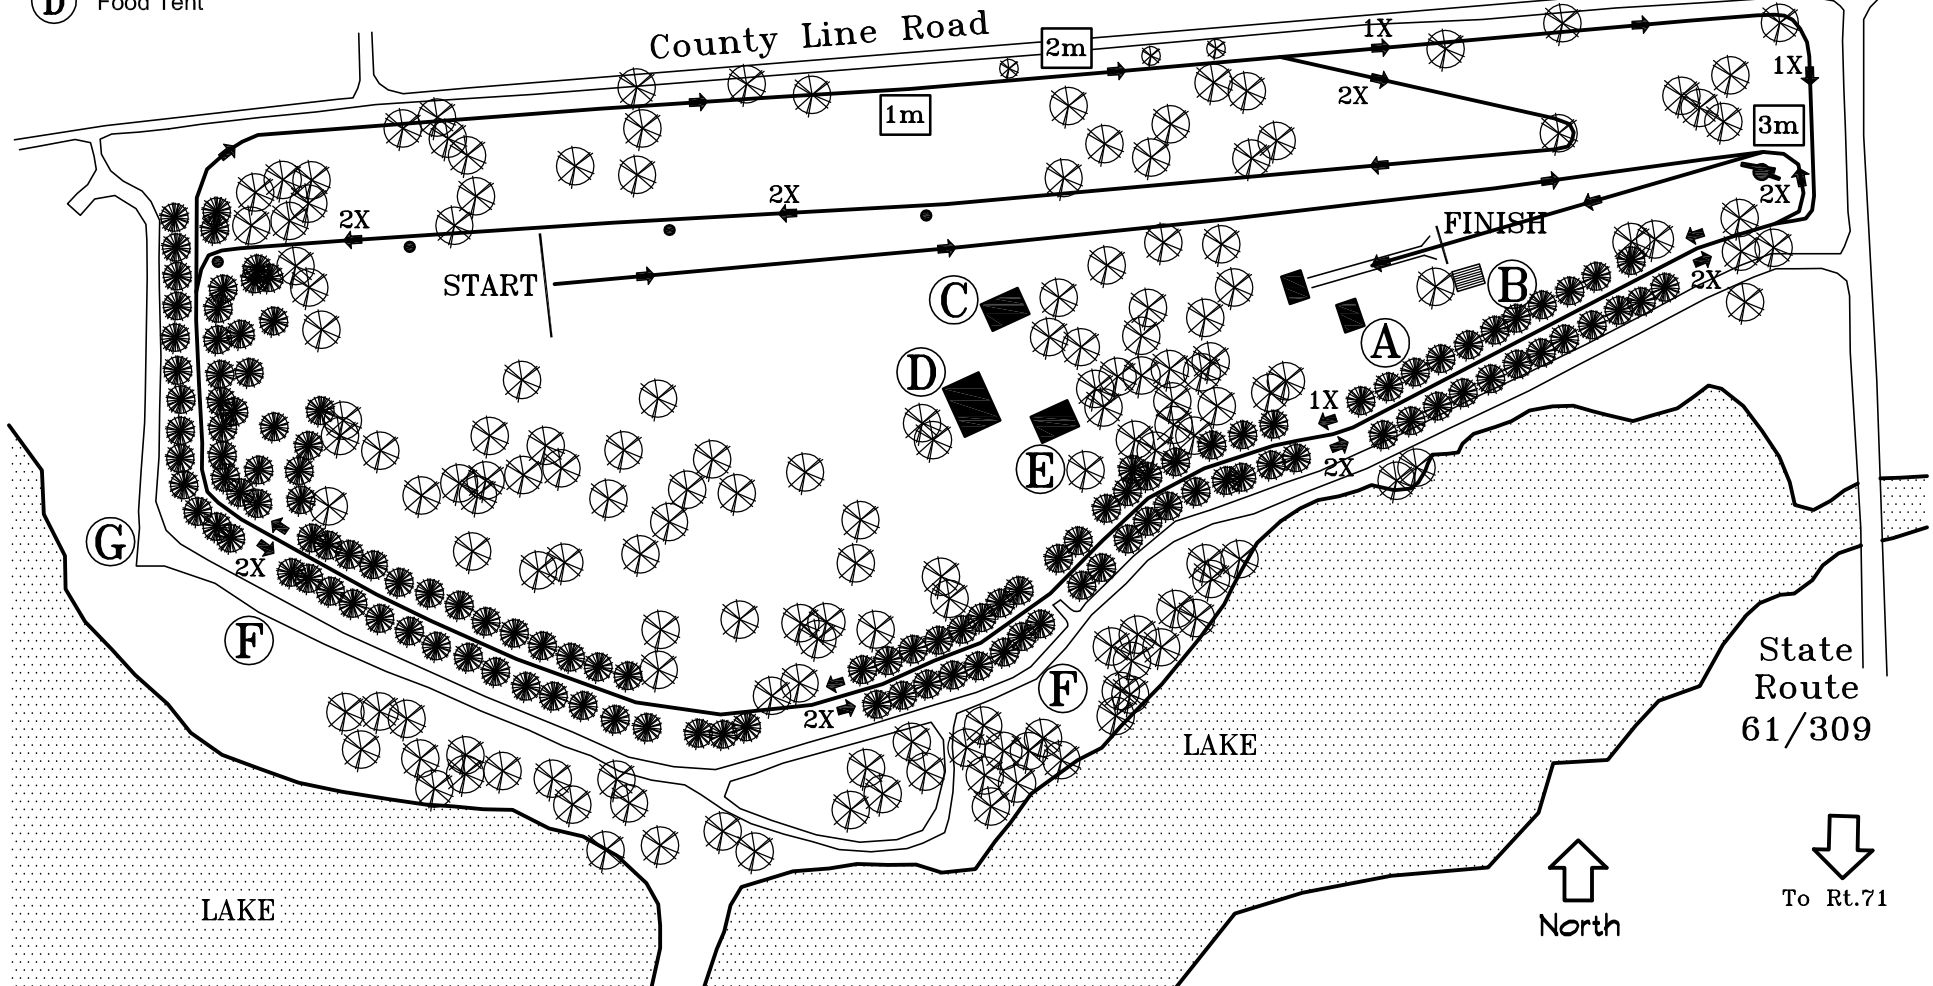 D Food Tent
County Line Road
2m
1X
1m
2X
1X
3m
2X
2X
2X
FINISH
START
C
B
2X
A
D
1X
E
2X
G
2X
F
F
2X
State
Route
61/309
LAKE
LAKE
North
To Rt.71